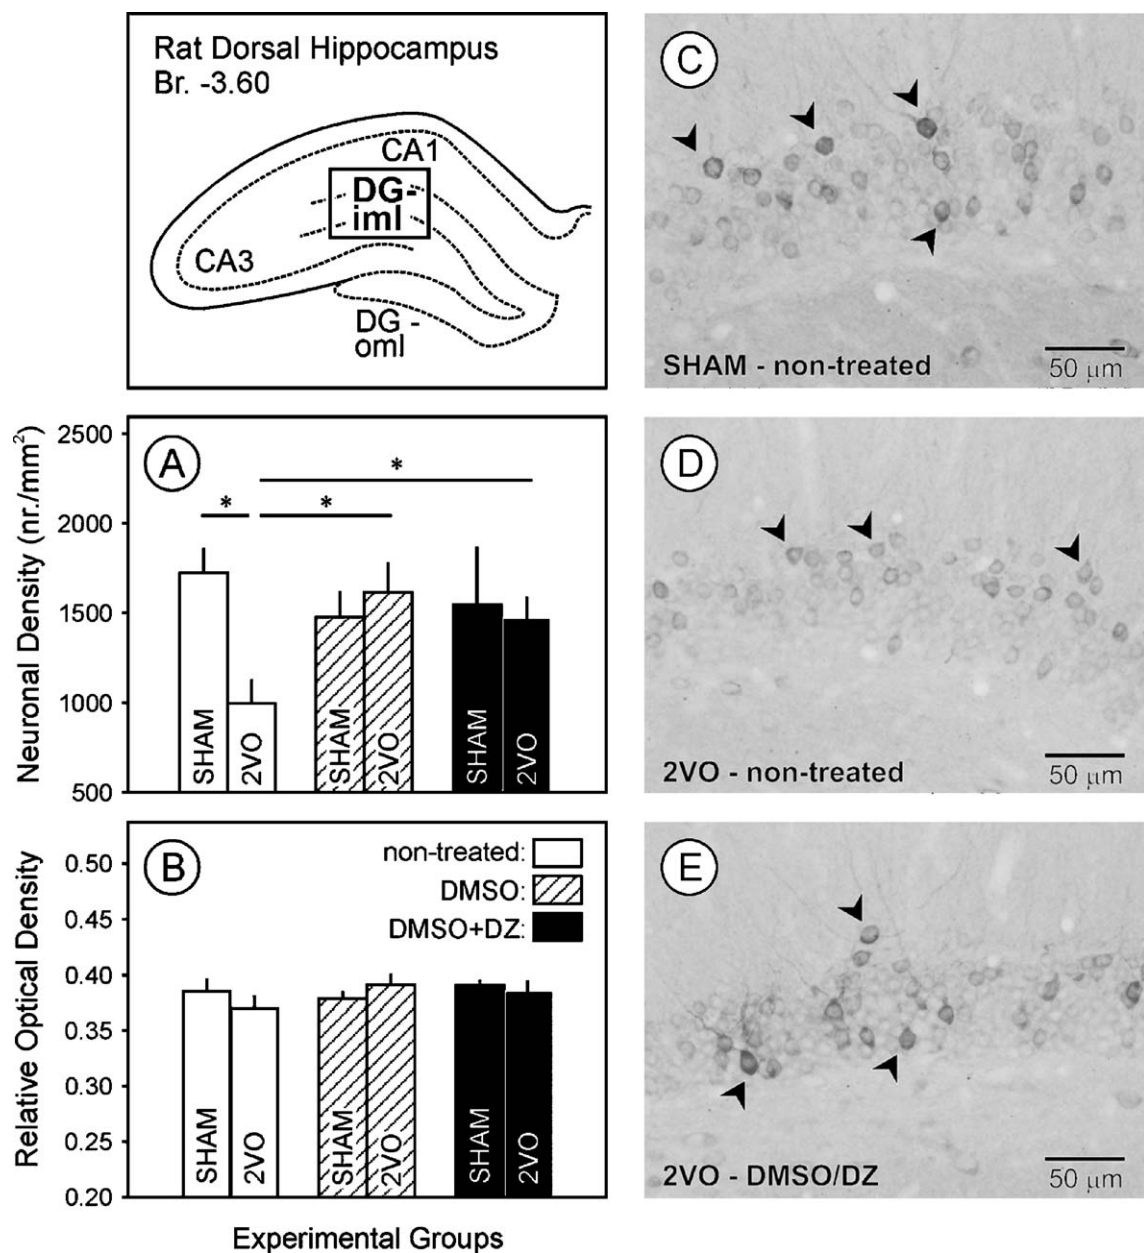 Rat Dorsal Hippocampus
Br. -3.60
CA1
DG-
iml
CA3
DG -
oml
A
Neuronal Density (nr./mm²)
2500
2000
1500
1000
500
*
*
*
SHAM
2VO
SHAM
2VO
SHAM
2VO
B
Relative Optical Density
0.50
0.45
0.40
0.35
0.30
0.25
0.20
non-treated:
DMSO:
DMSO+DZ:
SHAM
2VO
SHAM
2VO
SHAM
2VO
Experimental Groups
C
SHAM - non-treated
50 µm
D
2VO - non-treated
50 µm
E
2VO - DMSO/DZ
50 µm